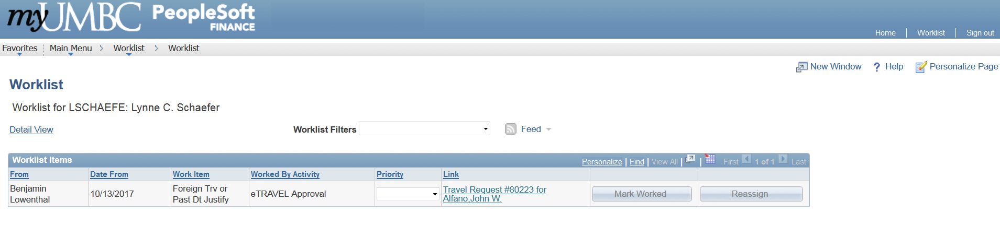 myUMBC PeopleSoft
FINANCE
Home Worklist Sign out
Favorites Main Menu > Worklist > Worklist
New Window ? Help Personalize Page
Worklist
Worklist for LSCHAEFE: Lynne C. Schaefer
Detail View Worklist Filters Feed
Worklist Items Personalize | Find | View All | | First 1 of 1 Last
From Date From Work Item Worked By Activity Priority Link
Benjamin Lowenthal 10/13/2017 Foreign Trv or Past Dt Justify eTRAVEL Approval Travel Request #80223 for Alfano,John W. Mark Worked Reassign